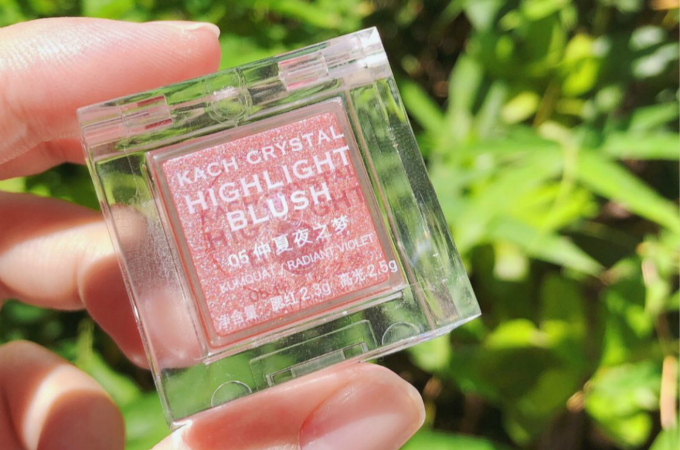 KACH CRYSTAL
HIGHLIGHT
BLUSH
05 仲夏夜之梦
KUMQUAT / RADIANT VIOLET
净含量: 腮红 2.3g 高光 2.6g